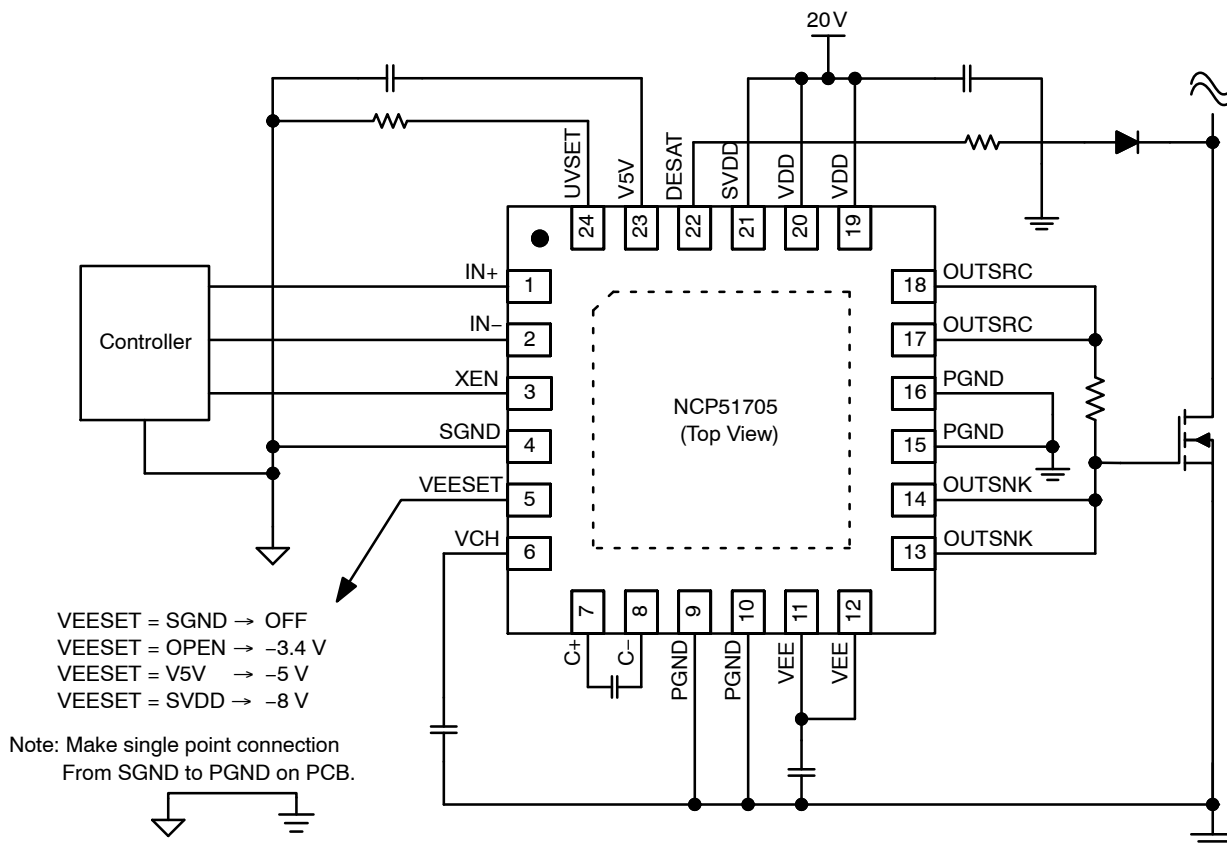 20 V
UVSET
V5V
DESAT
SVDD
VDD
VDD
24
23
22
21
20
19
Controller
IN+
1
IN−
2
XEN
3
SGND
4
VEESET
5
VCH
6
NCP51705
(Top View)
18
OUTSRC
17
OUTSRC
16
PGND
15
PGND
14
OUTSNK
13
OUTSNK
7
8
9
10
11
12
C+
C−
PGND
PGND
VEE
VEE
VEESET = SGND → OFF
VEESET = OPEN → −3.4 V
VEESET = V5V → −5 V
VEESET = SVDD → −8 V
Note: Make single point connection
From SGND to PGND on PCB.